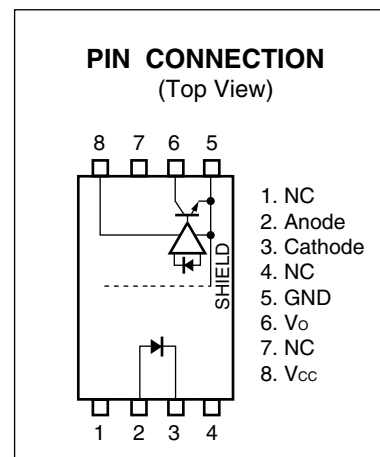 PIN CONNECTION
(Top View)
8 7 6 5
SHIELD
1 2 3 4
1. NC
2. Anode
3. Cathode
4. NC
5. GND
6. Vo
7. NC
8. Vcc